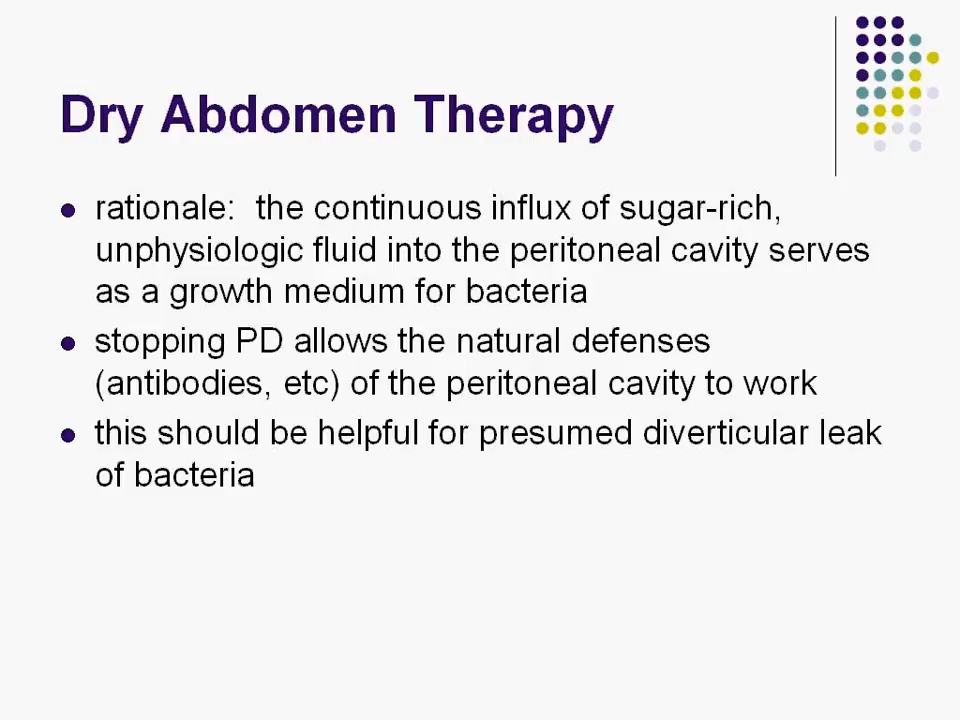 Dry Abdomen Therapy
rationale:  the continuous influx of sugar-rich,
unphysiologic fluid into the peritoneal cavity serves
as a growth medium for bacteria
stopping PD allows the natural defenses
(antibodies, etc) of the peritoneal cavity to work
this should be helpful for presumed diverticular leak
of bacteria